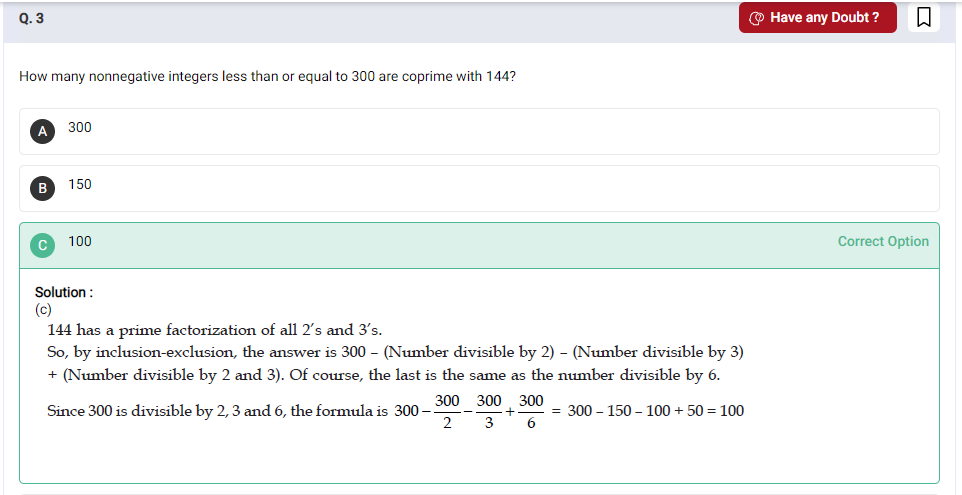 Q. 3
Have any Doubt ?
How many nonnegative integers less than or equal to 300 are coprime with 144?
A 300
B 150
C 100 Correct Option
Solution :
(c)
144 has a prime factorization of all 2′s and 3′s.
So, by inclusion-exclusion, the answer is 300 – (Number divisible by 2) – (Number divisible by 3)
+ (Number divisible by 2 and 3). Of course, the last is the same as the number divisible by 6.
Since 300 is divisible by 2, 3 and 6, the formula is 300 – 300/2 – 300/3 + 300/6 = 300 – 150 – 100 + 50 = 100